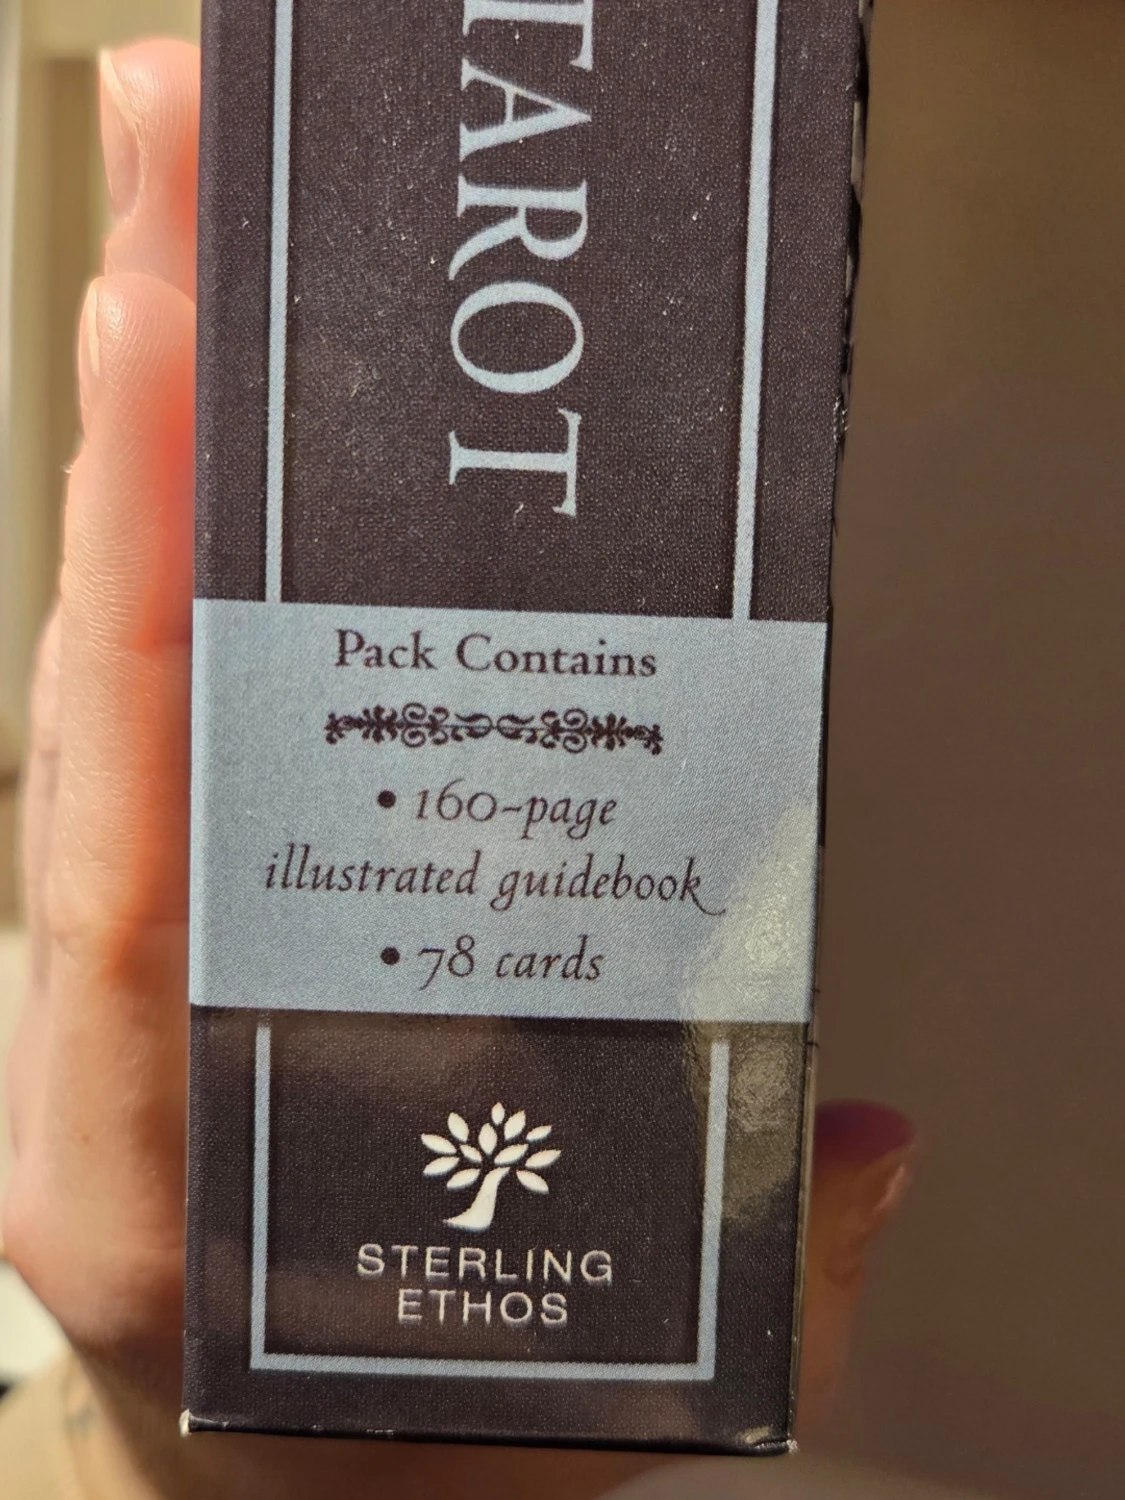 TAROT
Pack Contains
• 160-page
illustrated guidebook
• 78 cards
STERLING
ETHOS